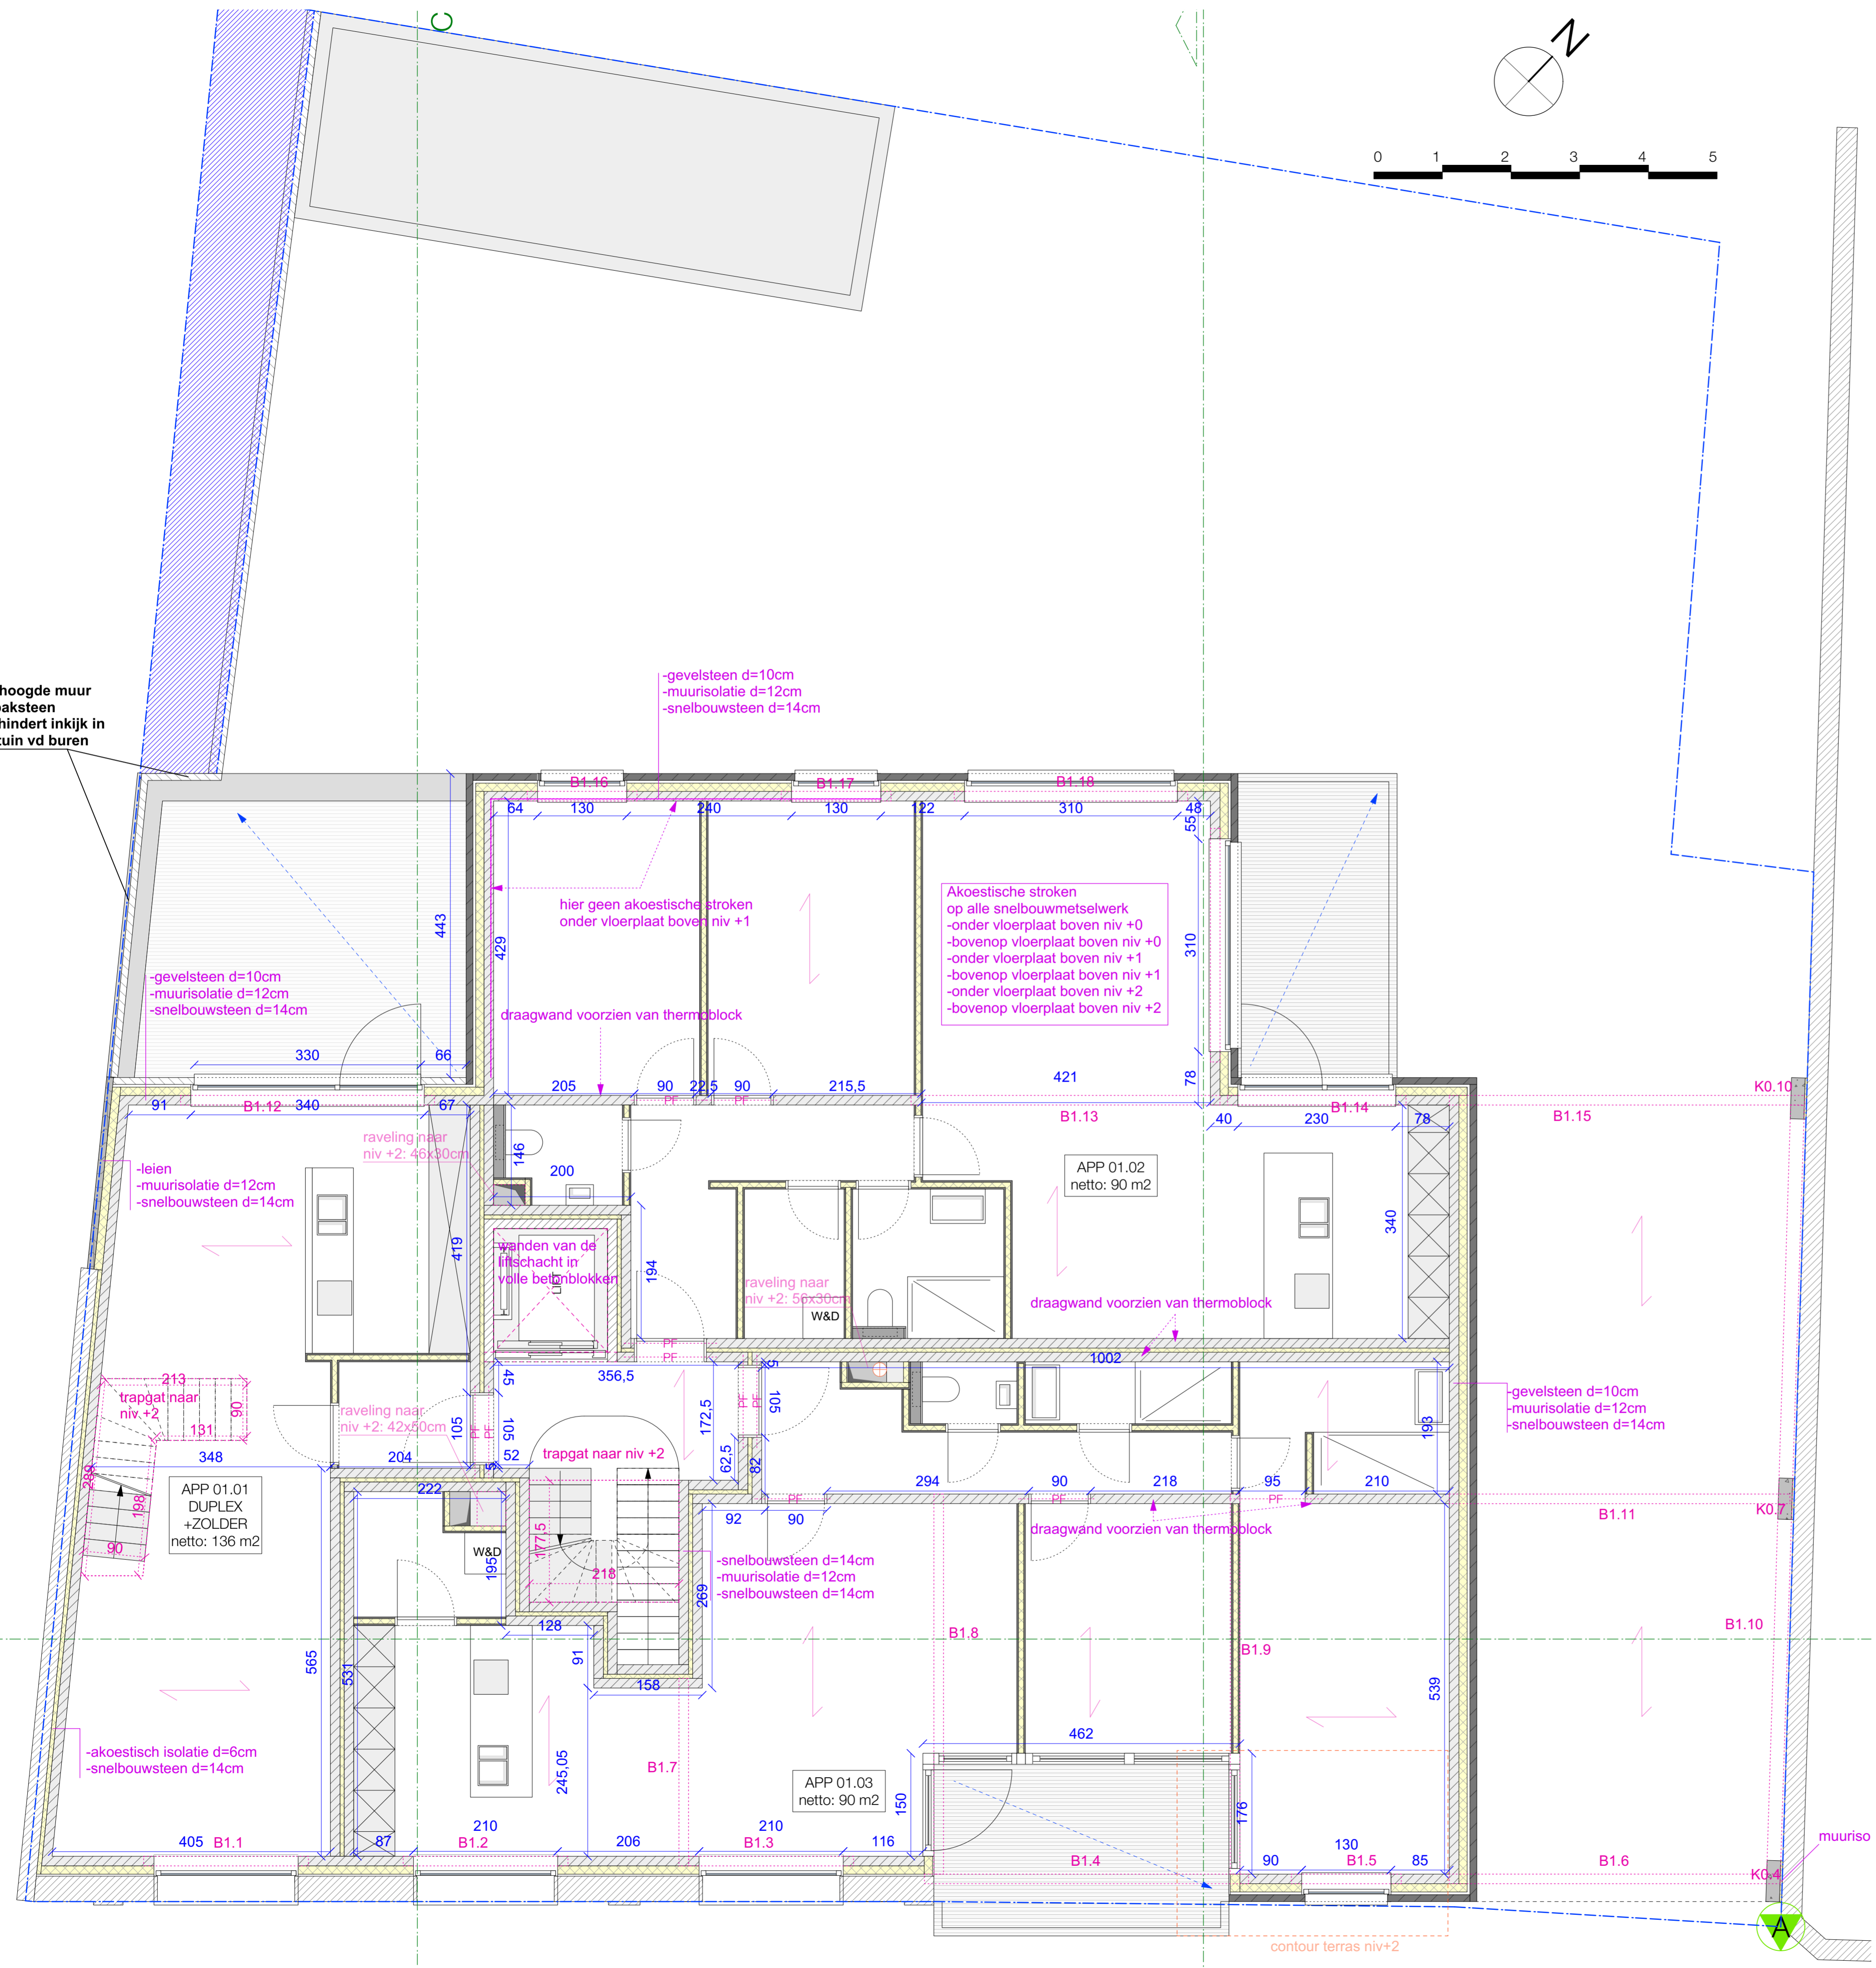 C
N
0 1 2 3 4 5
hoogde muur
baksteen
hindert inkijk in
tuin vd buren
-gevelsteen d=10cm
-muurisolatie d=12cm
-snelbouwsteen d=14cm
B1.16
B1.17
B1.18
64
130
240
130
122
310
48
55
443
429
hier geen akoestische stroken
onder vloerplaat boven niv +1
Akoestische stroken
op alle snelbouwmetselwerk
-onder vloerplaat boven niv +0
-bovenop vloerplaat boven niv +0
-onder vloerplaat boven niv +1
-bovenop vloerplaat boven niv +1
-onder vloerplaat boven niv +2
-bovenop vloerplaat boven niv +2
310
-gevelsteen d=10cm
-muurisolatie d=12cm
-snelbouwsteen d=14cm
draagwand voorzien van thermoblock
330
66
205
90
22,5
90
215,5
421
78
PF
PF
K0.10
91
B1.12
340
67
B1.13
B1.14
B1.15
40
230
78
raveling naar
niv +2: 46x30cm
146
200
-leien
-muurisolatie d=12cm
-snelbouwsteen d=14cm
APP 01.02
netto: 90 m2
340
419
wanden van de
liftschacht in
volle betonblokken
LIFT
194
raveling naar
niv +2: 56x30cm
W&D
draagwand voorzien van thermoblock
PF
PF
1002
213
trapgat naar
niv +2
90
131
45
356,5
5
105
172,5
PF
PF
-gevelsteen d=10cm
-muurisolatie d=12cm
-snelbouwsteen d=14cm
193
raveling naar
niv +2: 42x50cm
105
PF
PF
105
348
204
52
5
trapgat naar niv +2
62,5
82
289
198
90
APP 01.01
DUPLEX
+ZOLDER
netto: 136 m2
222
294
90
218
95
210
PF
PF
PF
92
90
draagwand voorzien van thermoblock
B1.11
K0.7
W&D
195
177,5
218
-snelbouwsteen d=14cm
-muurisolatie d=12cm
-snelbouwsteen d=14cm
269
128
91
158
B1.8
B1.9
B1.10
565
531
539
462
-akoestisch isolatie d=6cm
-snelbouwsteen d=14cm
245,05
B1.7
APP 01.03
netto: 90 m2
150
176
405
B1.1
87
210
B1.2
206
210
B1.3
116
B1.4
130
90
B1.5
85
B1.6
K0.4
muuriso
A
contour terras niv+2